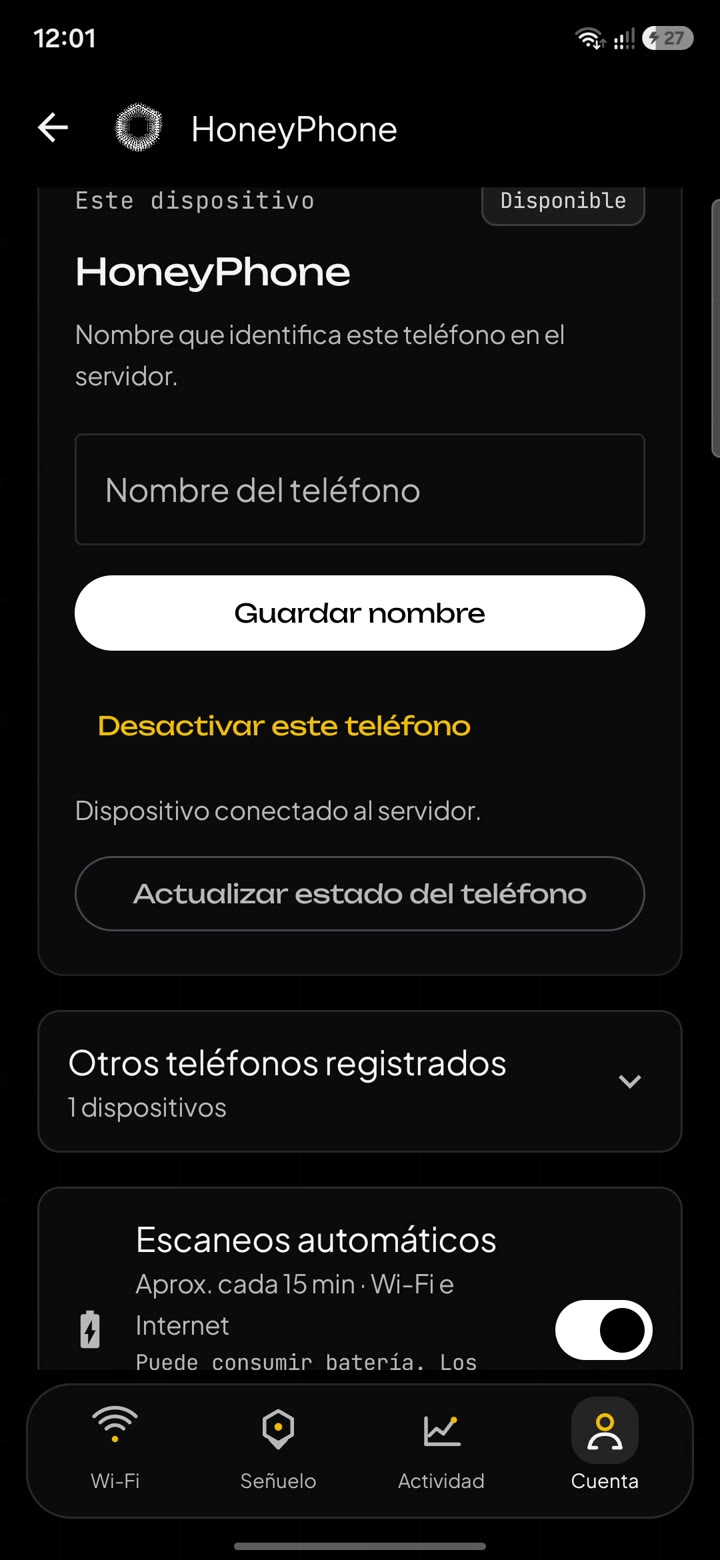 12:01
27
HoneyPhone
Este dispositivo
Disponible
HoneyPhone
Nombre que identifica este teléfono en el
servidor.
Nombre del teléfono
Guardar nombre
Desactivar este teléfono
Dispositivo conectado al servidor.
Actualizar estado del teléfono
Otros teléfonos registrados
1 dispositivos
Escaneos automáticos
Aprox. cada 15 min · Wi-Fi e
Internet
Puede consumir batería. Los
Wi-Fi
Señuelo
Actividad
Cuenta